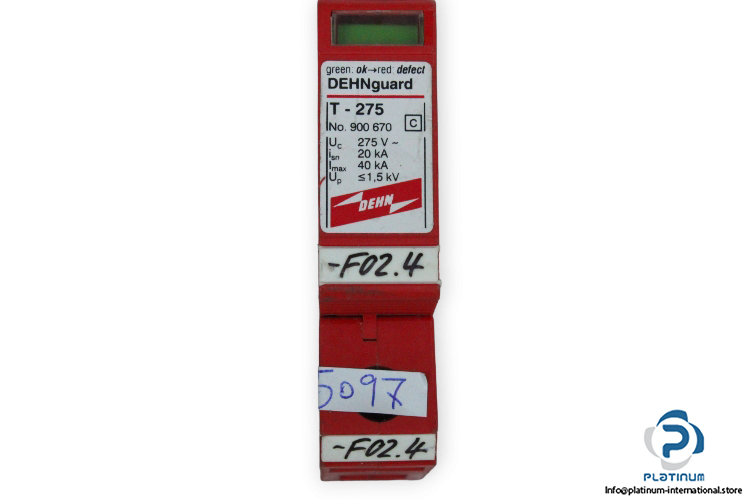 green. ok→red. defect
DEHNguard
T - 275
No. 900 670 C
Uc 275 V ~
isn 20 kA
Imax 40 kA
Up ≤1,5 kV
DEHN
-F02.4
5097
-F02.4
PLATINUM
Info@platinum-international.store